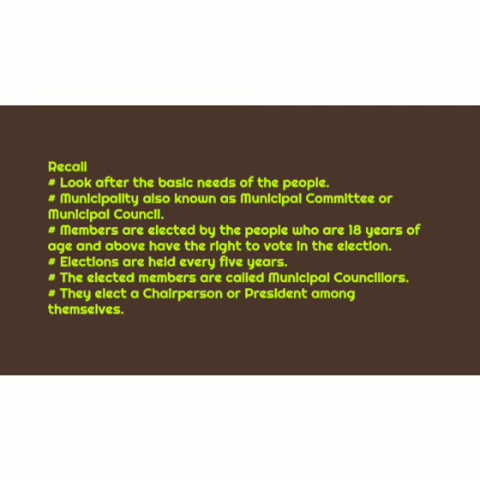 Recall
# Look after the basic needs of the people.
# Municipality also known as Municipal Committee or
Municipal Council.
# Members are elected by the people who are 18 years of
age and above have the right to vote in the election.
# Elections are held every five years.
# The elected members are called Municipal Councillors.
# They elect a Chairperson or President among
themselves.